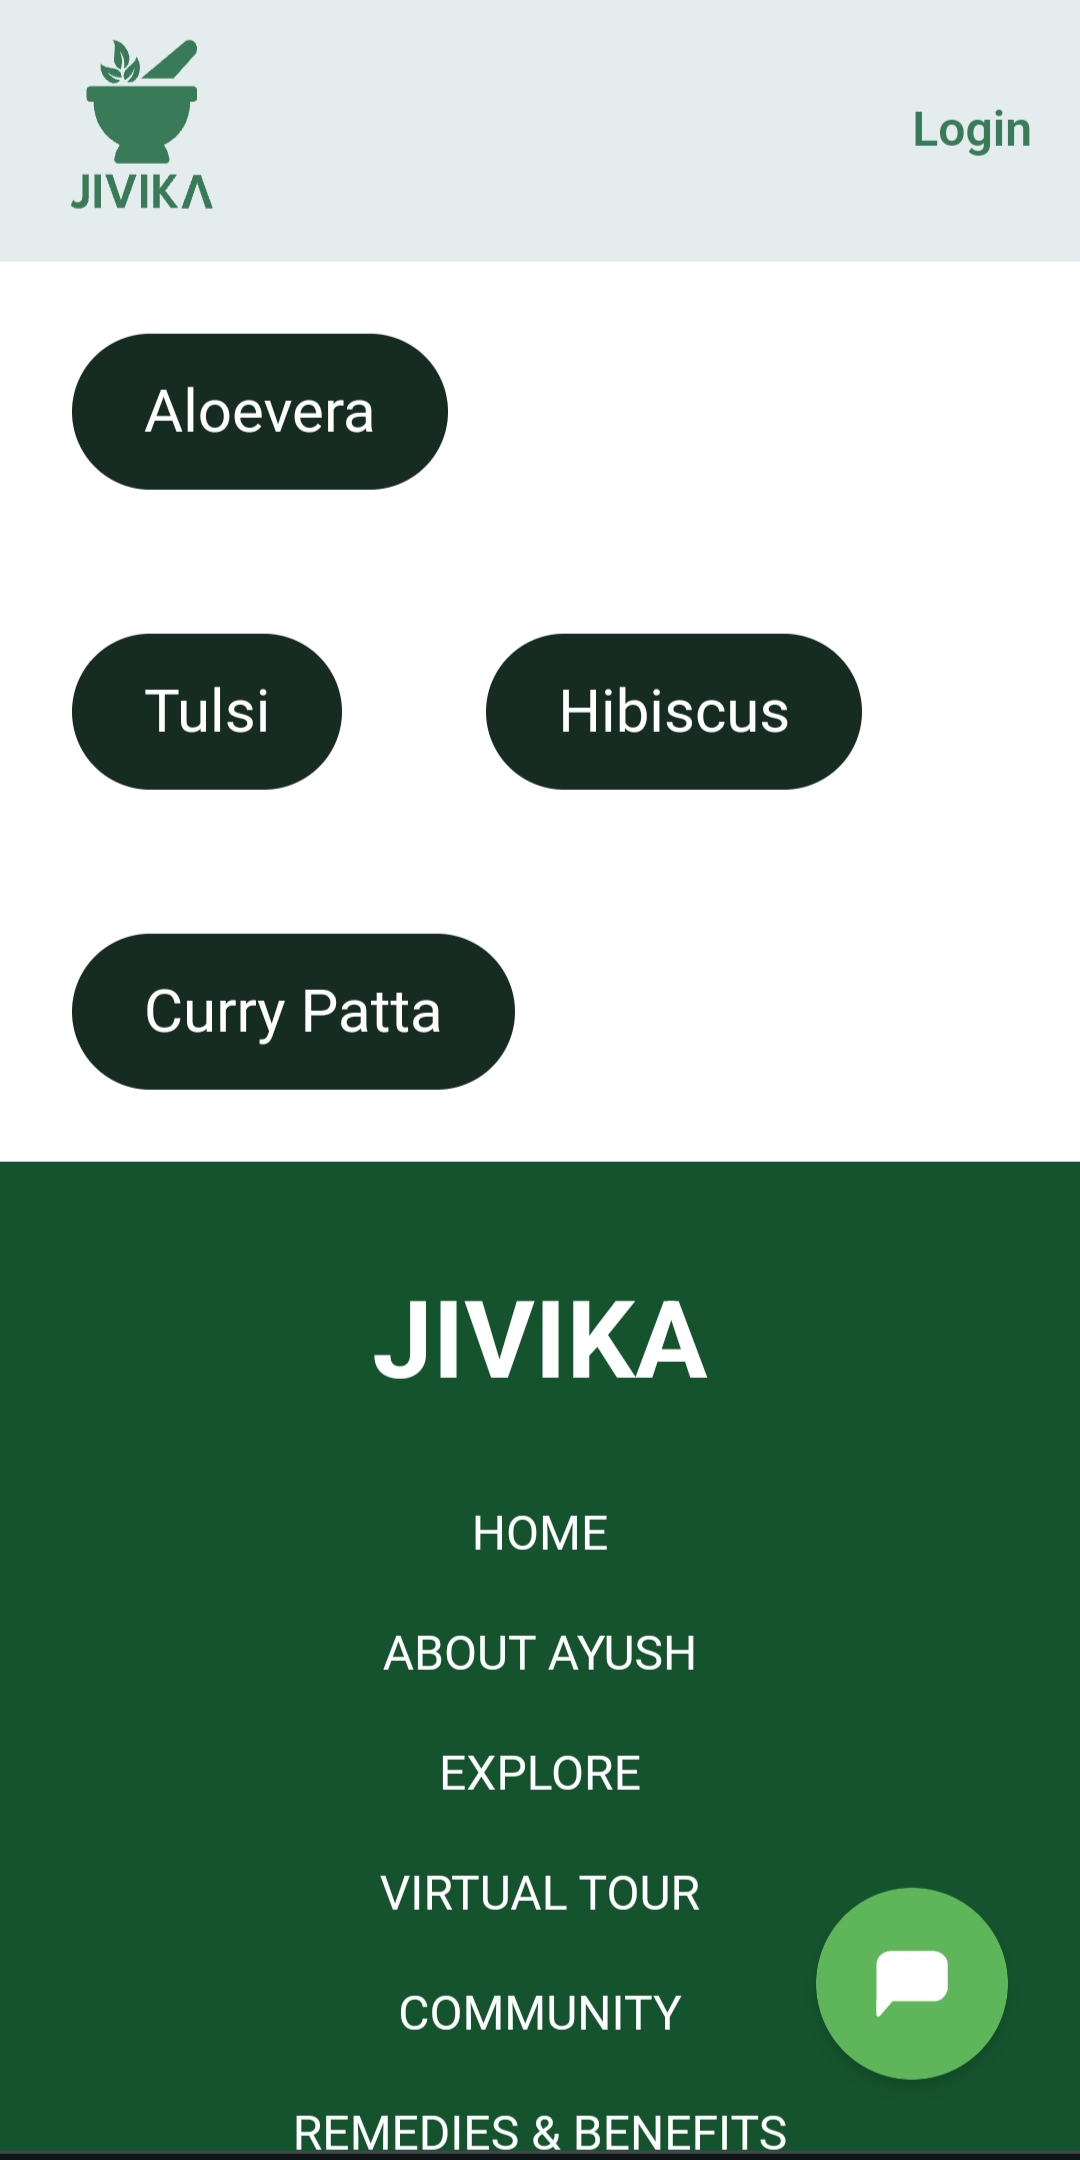 JIVIKA
Login
Aloevera
Tulsi Hibiscus
Curry Patta
JIVIKA
HOME
ABOUT AYUSH
EXPLORE
VIRTUAL TOUR
COMMUNITY
REMEDIES & BENEFITS